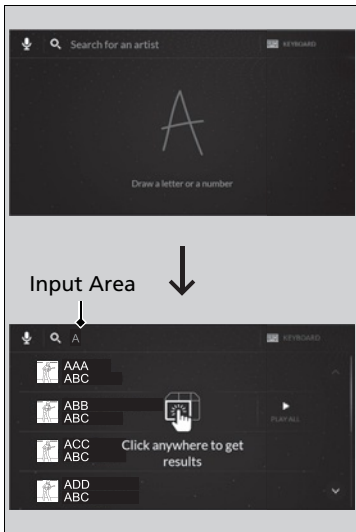 Search for an artist
KEYBOARD
A
Draw a letter or a number
Input Area
A
KEYBOARD
AAA
ABC
ABB
ABC
PLAY ALL
ACC
ABC
Click anywhere to get
results
ADD
ABC